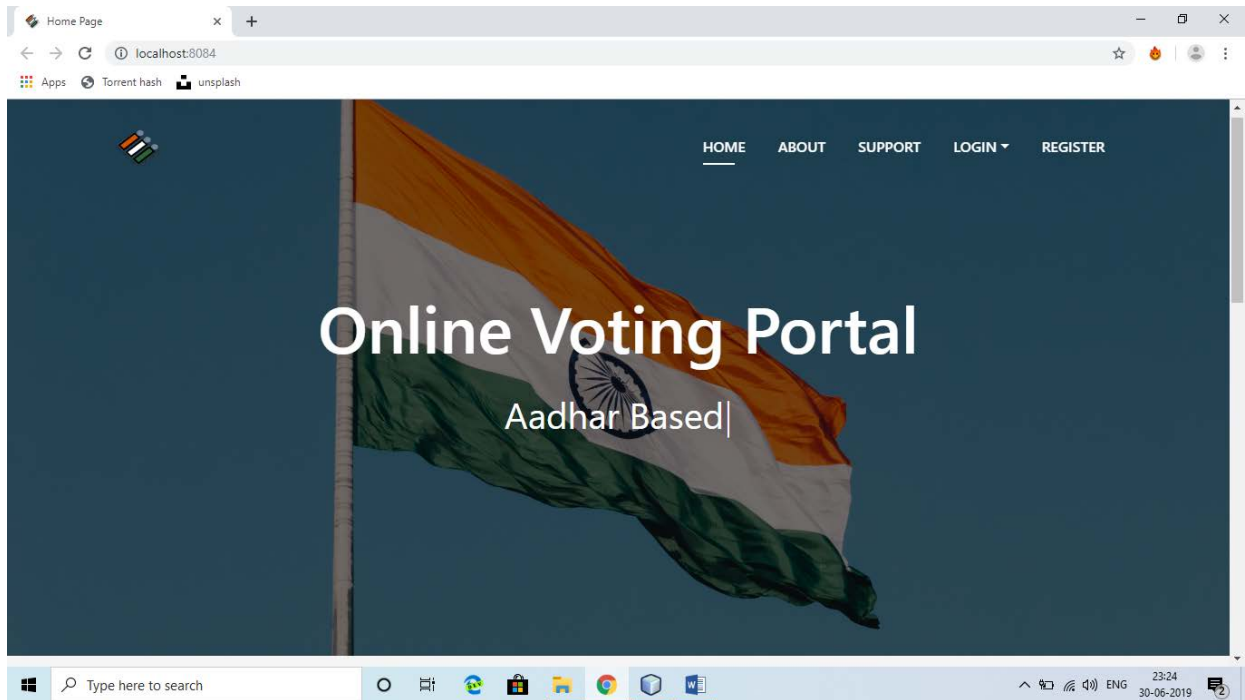 Home Page
localhost:8084
Apps Torrent hash unsplash
HOME ABOUT SUPPORT LOGIN REGISTER
Online Voting Portal
Aadhar Based|
Type here to search
ENG
23:24
30-06-2019
2